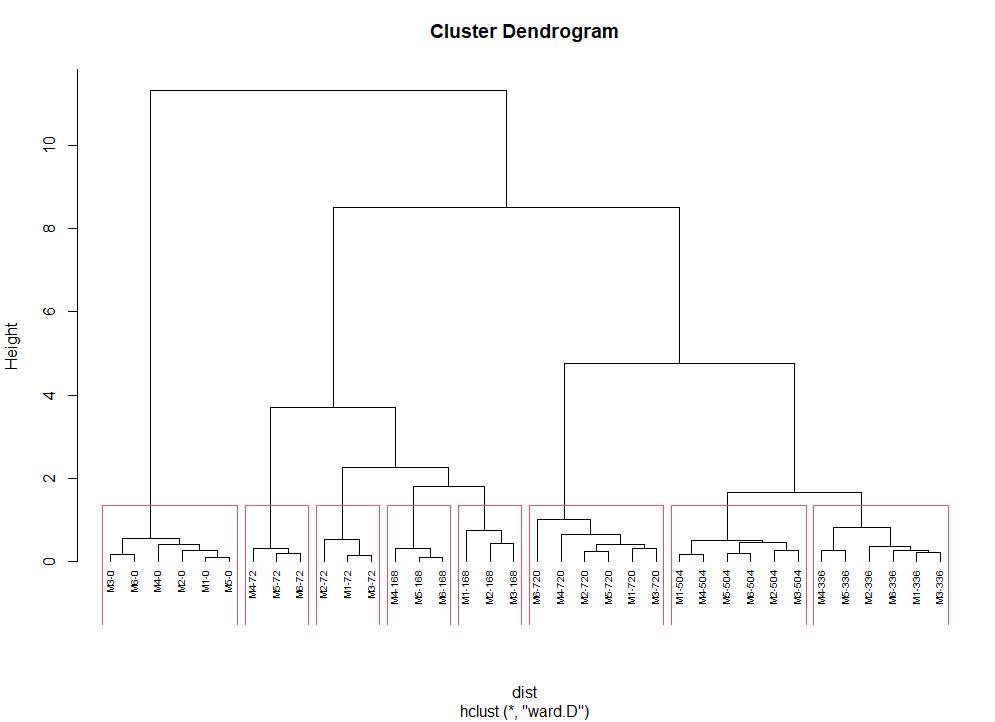 Cluster Dendrogram
Height
0
2
4
6
8
10
M3-0
M6-0
M4-0
M2-0
M1-0
M5-0
M4-72
M5-72
M6-72
M2-72
M1-72
M3-72
M4-168
M5-168
M6-168
M1-168
M2-168
M3-168
M6-720
M4-720
M2-720
M5-720
M1-720
M3-720
M1-504
M4-504
M5-504
M6-504
M2-504
M3-504
M4-336
M5-336
M2-336
M6-336
M1-336
M3-336
dist
hclust (*, "ward.D")